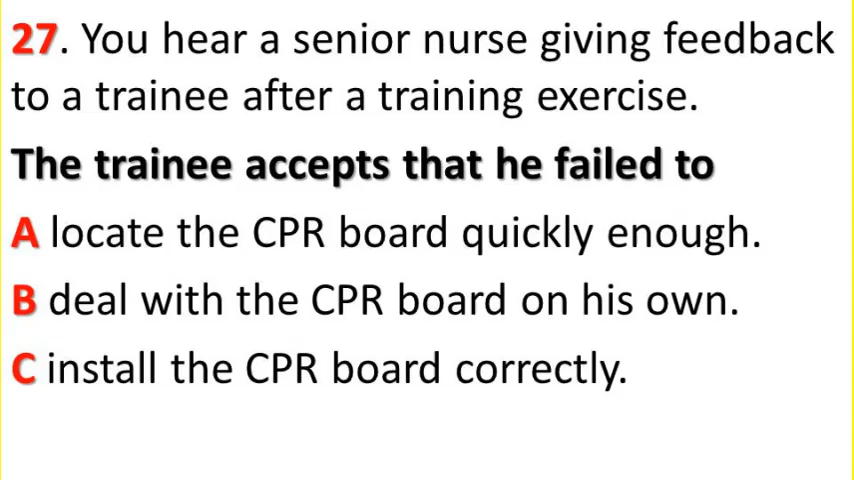 27. You hear a senior nurse giving feedback
to a trainee after a training exercise.
The trainee accepts that he failed to
A locate the CPR board quickly enough.
B deal with the CPR board on his own.
C install the CPR board correctly.